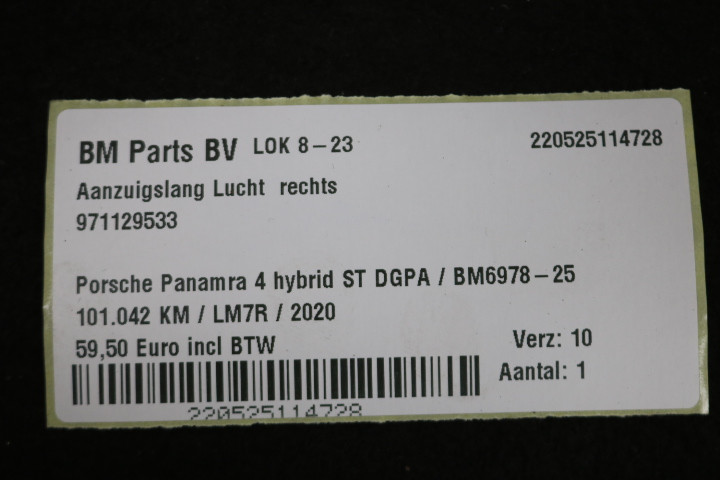 BM Parts BV LOK 8-23 220525114728
Aanzuigslang Lucht rechts
971129533
Porsche Panamra 4 hybrid ST DGPA / BM6978-25
101.042 KM / LM7R / 2020
59,50 Euro incl BTW Verz: 10
Aantal: 1
220525114728